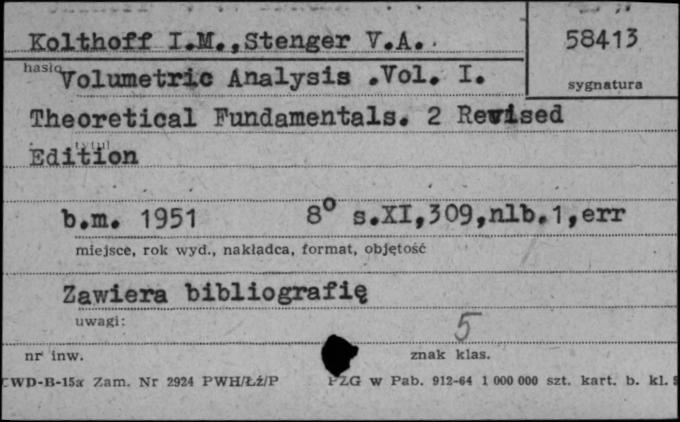 Kolthoff I.M.,Stenger V.A.
58413
hasło
Volumetric Analysis .Vol. I.
sygnatura
Theoretical Fundamentals. 2 Revised
tytuł
Edition
b.m. 1951 8° s.XI,309,nlb.1,err
miejsce, rok wyd., nakładca, format, objętość
Zawiera bibliografię
uwagi:
5
nr inw.
znak klas.
CWD-B-15a Zam. Nr 2924 PWH/Łź/P PZG w Pab. 912-64 1 000 000 szt. kart. b. kl.